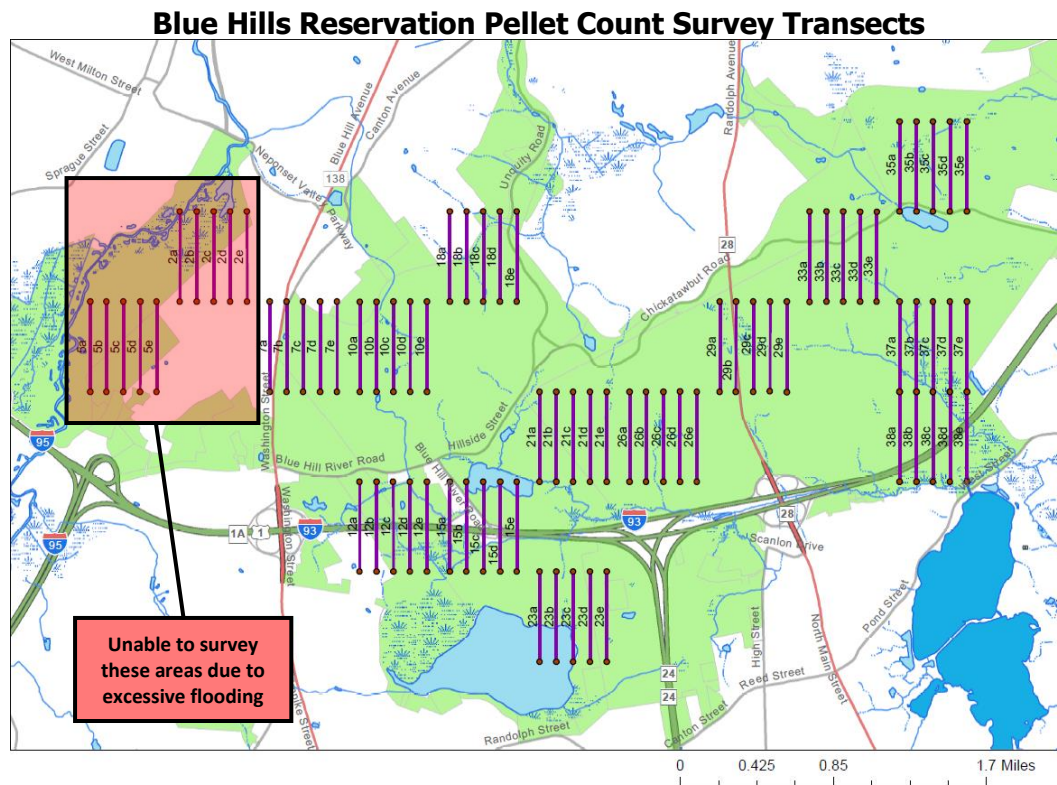 Blue Hills Reservation Pellet Count Survey Transects
West Milton Street
Sprague Street
Neponset Valley Parkway
Blue Hill Avenue
Canton Avenue
138
Unquity Road
Randolph Avenue
28
Chickatawbut Road
35a
35b
35c
35d
35e
2a
2b
2c
2d
2e
18a
18b
18c
18d
18e
33a
33b
33c
33d
33e
5a
5b
5c
5d
5e
7a
7b
7c
7d
7e
10a
10b
10c
10d
10e
29a
29b
29c
29d
29e
37a
37b
37c
37d
37e
Washington Street
Hillside Street
21a
21b
21c
21d
21e
26a
26b
26c
26d
26e
38a
38b
38c
38d
38e
95
Blue Hill River Road
Blue Hill River Road
12a
12b
12c
12d
12e
15a
15b
15c
15d
15e
Washington Street
1A
1
93
93
28
95
Scanlon Drive
23a
23b
23c
23d
23e
High Street
North Main Street
Pond Street
Unable to survey
these areas due to
excessive flooding
24
24
Reed Street
Canton Street
Randolph Street
0
0.425
0.85
1.7 Miles